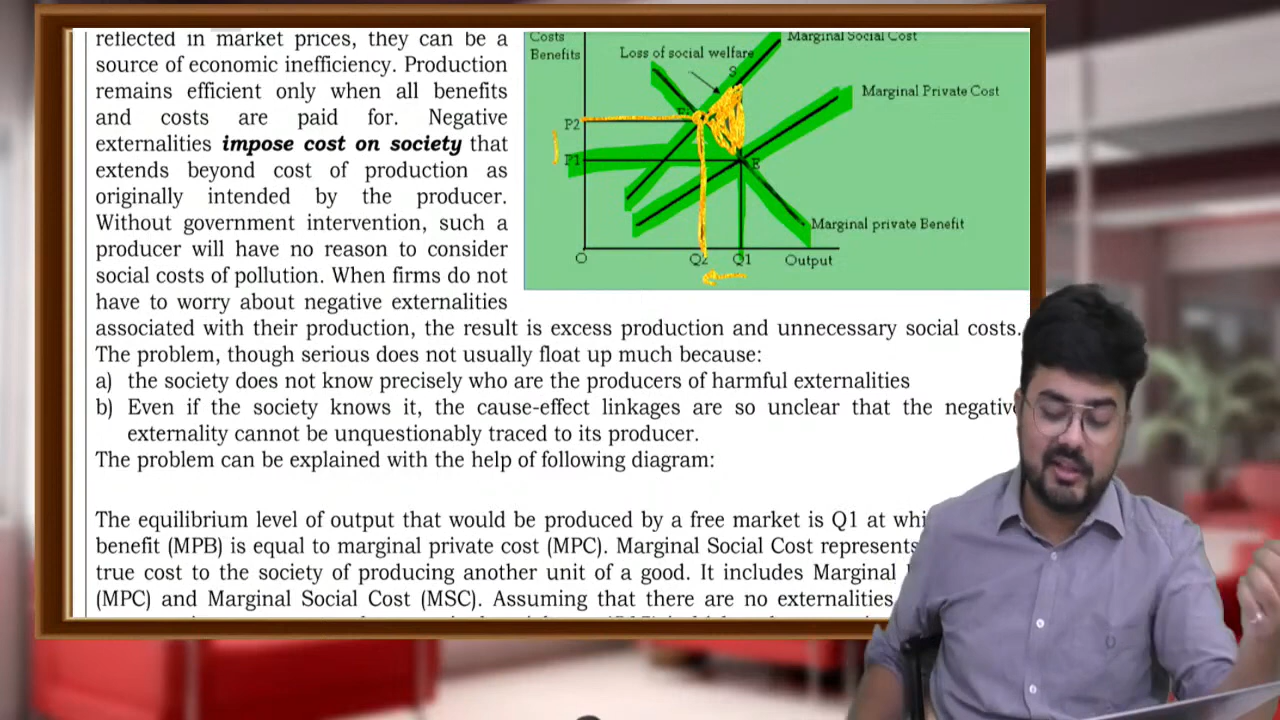 reflected in market prices, they can be a
source of economic inefficiency. Production
remains efficient only when all benefits
and costs are paid for. Negative
externalities impose cost on society that
extends beyond cost of production as
originally intended by the producer.
Without government intervention, such a
producer will have no reason to consider
social costs of pollution. When firms do not
have to worry about negative externalities
associated with their production, the result is excess production and unnecessary social costs.
The problem, though serious does not usually float up much because:
a) the society does not know precisely who are the producers of harmful externalities
b) Even if the society knows it, the cause-effect linkages are so unclear that the negative
externality cannot be unquestionably traced to its producer.
The problem can be explained with the help of following diagram:
Costs
Benefits
Loss of social welfare
Marginal Social Cost
S
Marginal Private Cost
P2
P1
E
Marginal private Benefit
O
Q2
Q1
Output
The equilibrium level of output that would be produced by a free market is Q1 at
benefit (MPB) is equal to marginal private cost (MPC). Marginal Social Cost represents
true cost to the society of producing another unit of a good. It includes Marginal
(MPC) and Marginal Social Cost (MSC). Assuming that there are no externalities